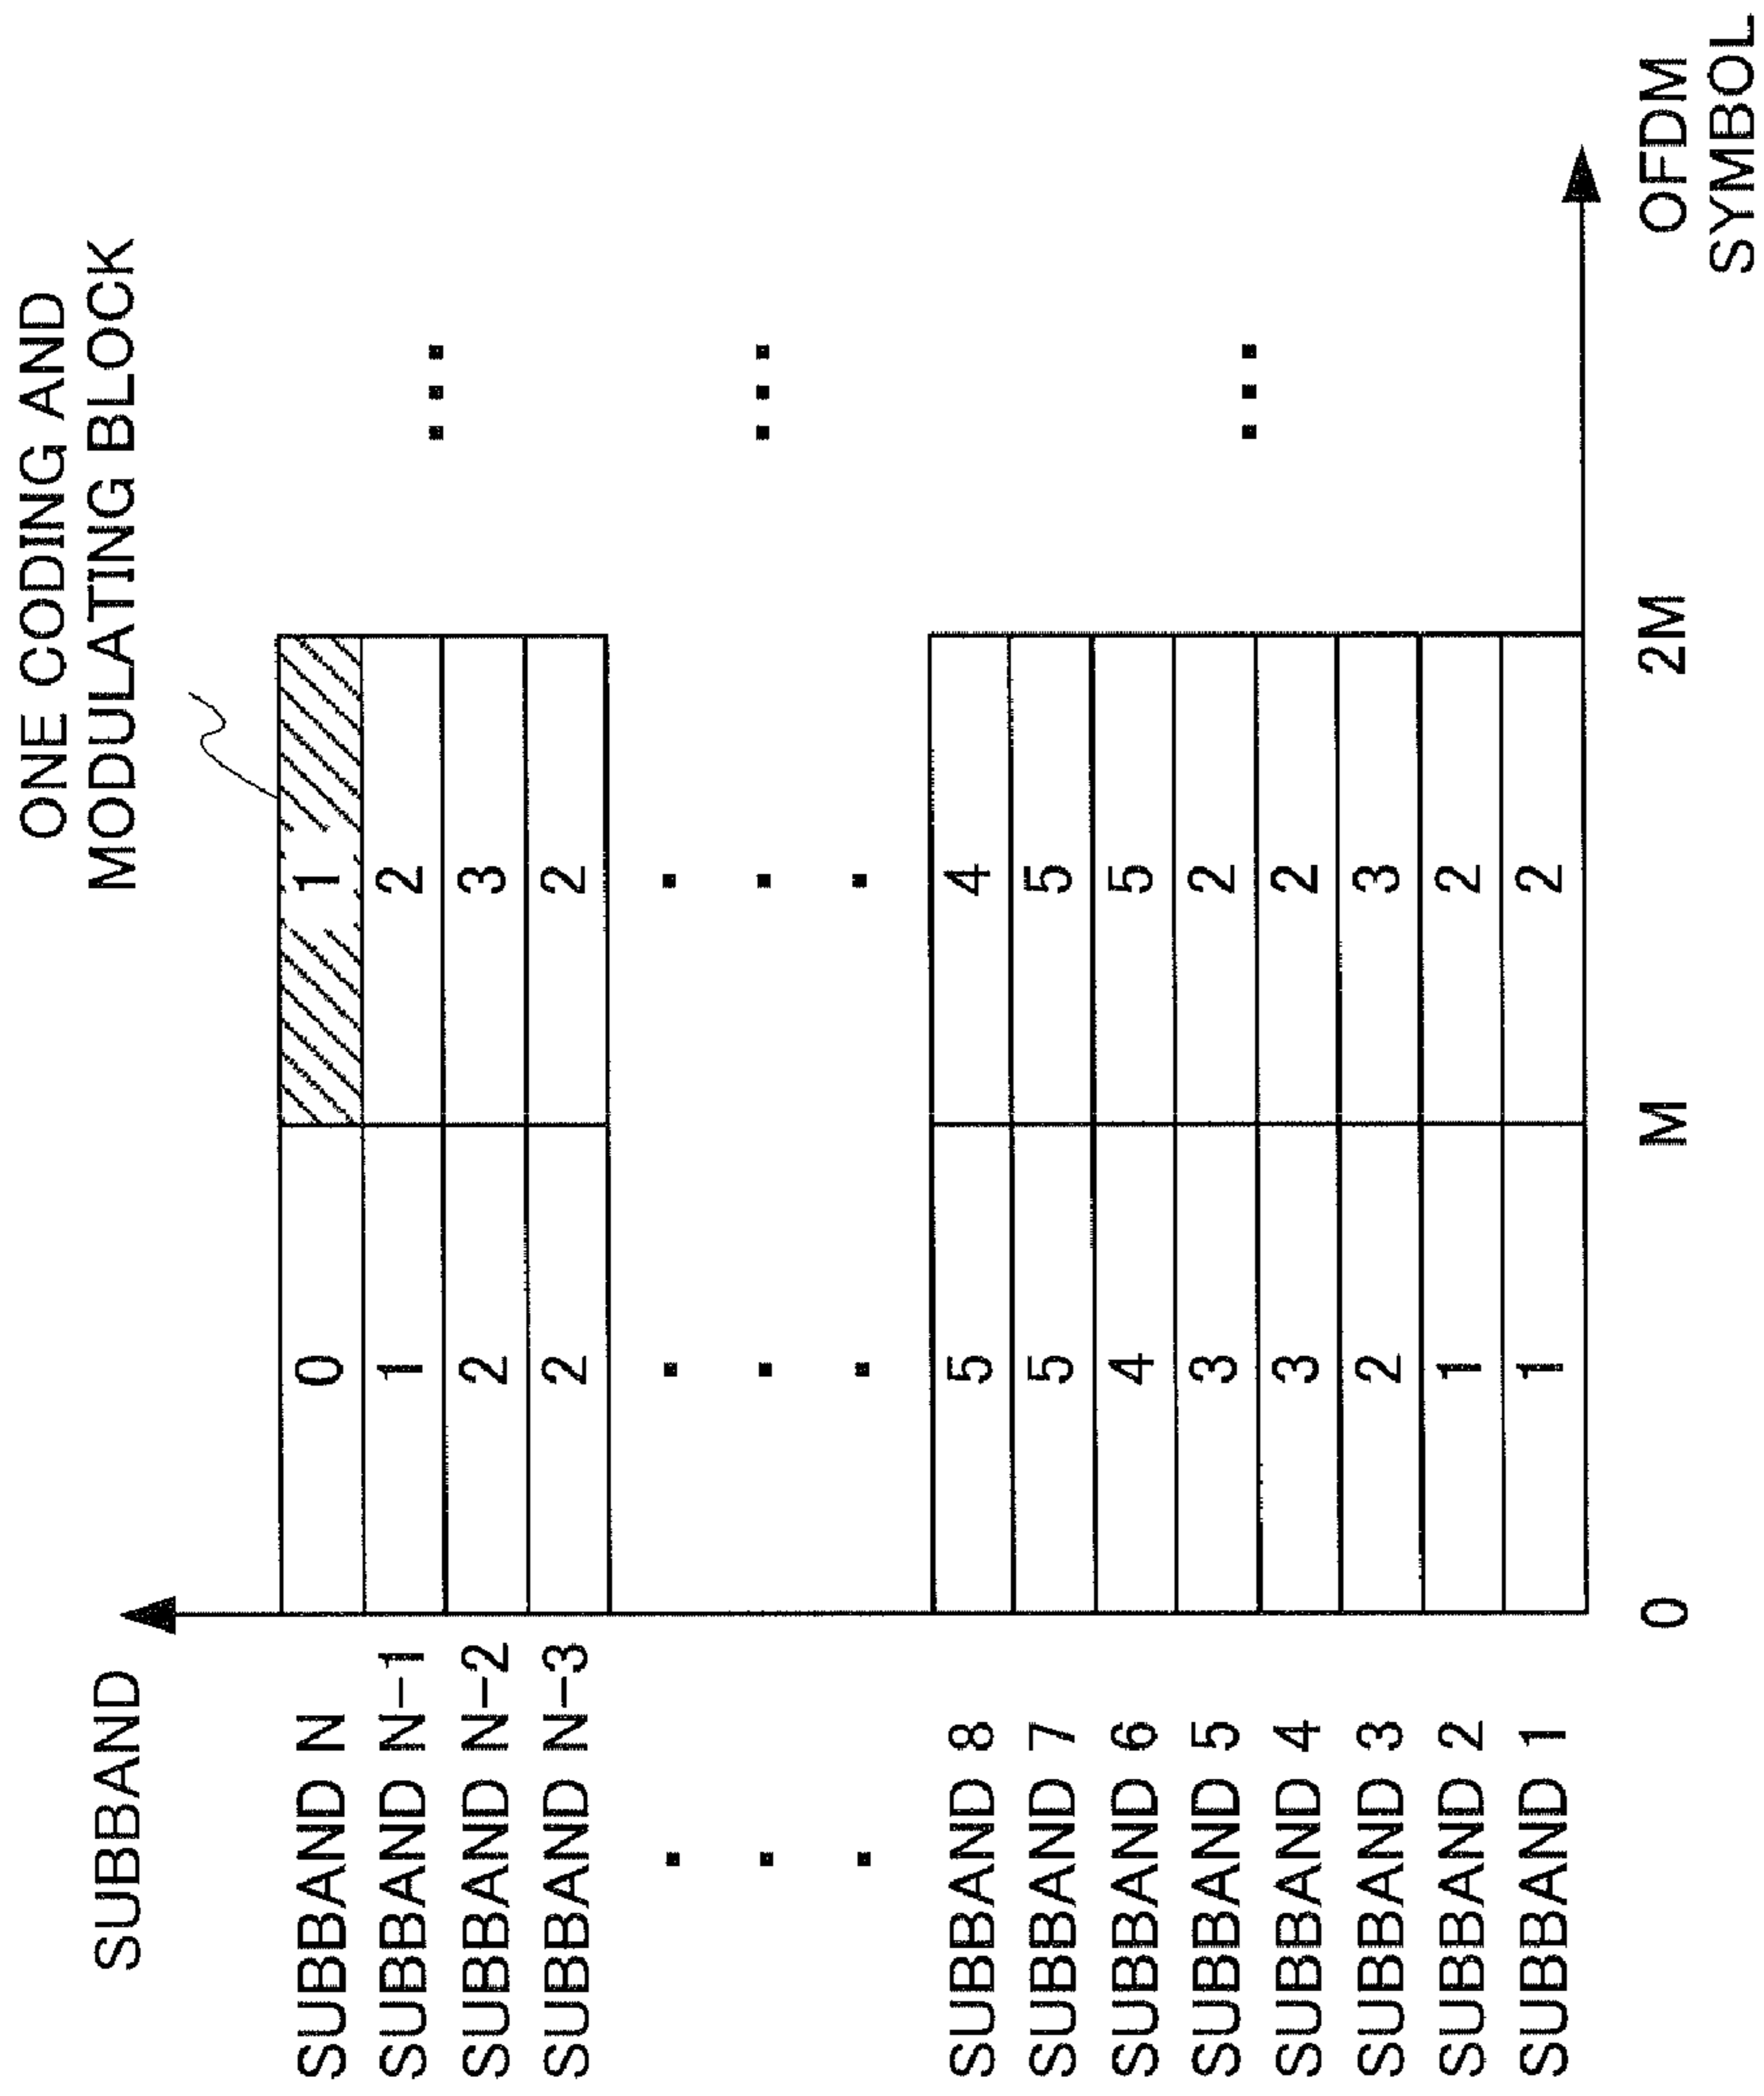 ONE CODING AND
MODULATING BLOCK
SUBBAND
SUBBAND N 0 1
SUBBAND N-1 1 2
SUBBAND N-2 2 3
SUBBAND N-3 2 2
SUBBAND 8 5 4
SUBBAND 7 5 5
SUBBAND 6 4 5
SUBBAND 5 3 2
SUBBAND 4 3 2
SUBBAND 3 2 3
SUBBAND 2 1 2
SUBBAND 1 1 2
0 M 2M OFDM
SYMBOL